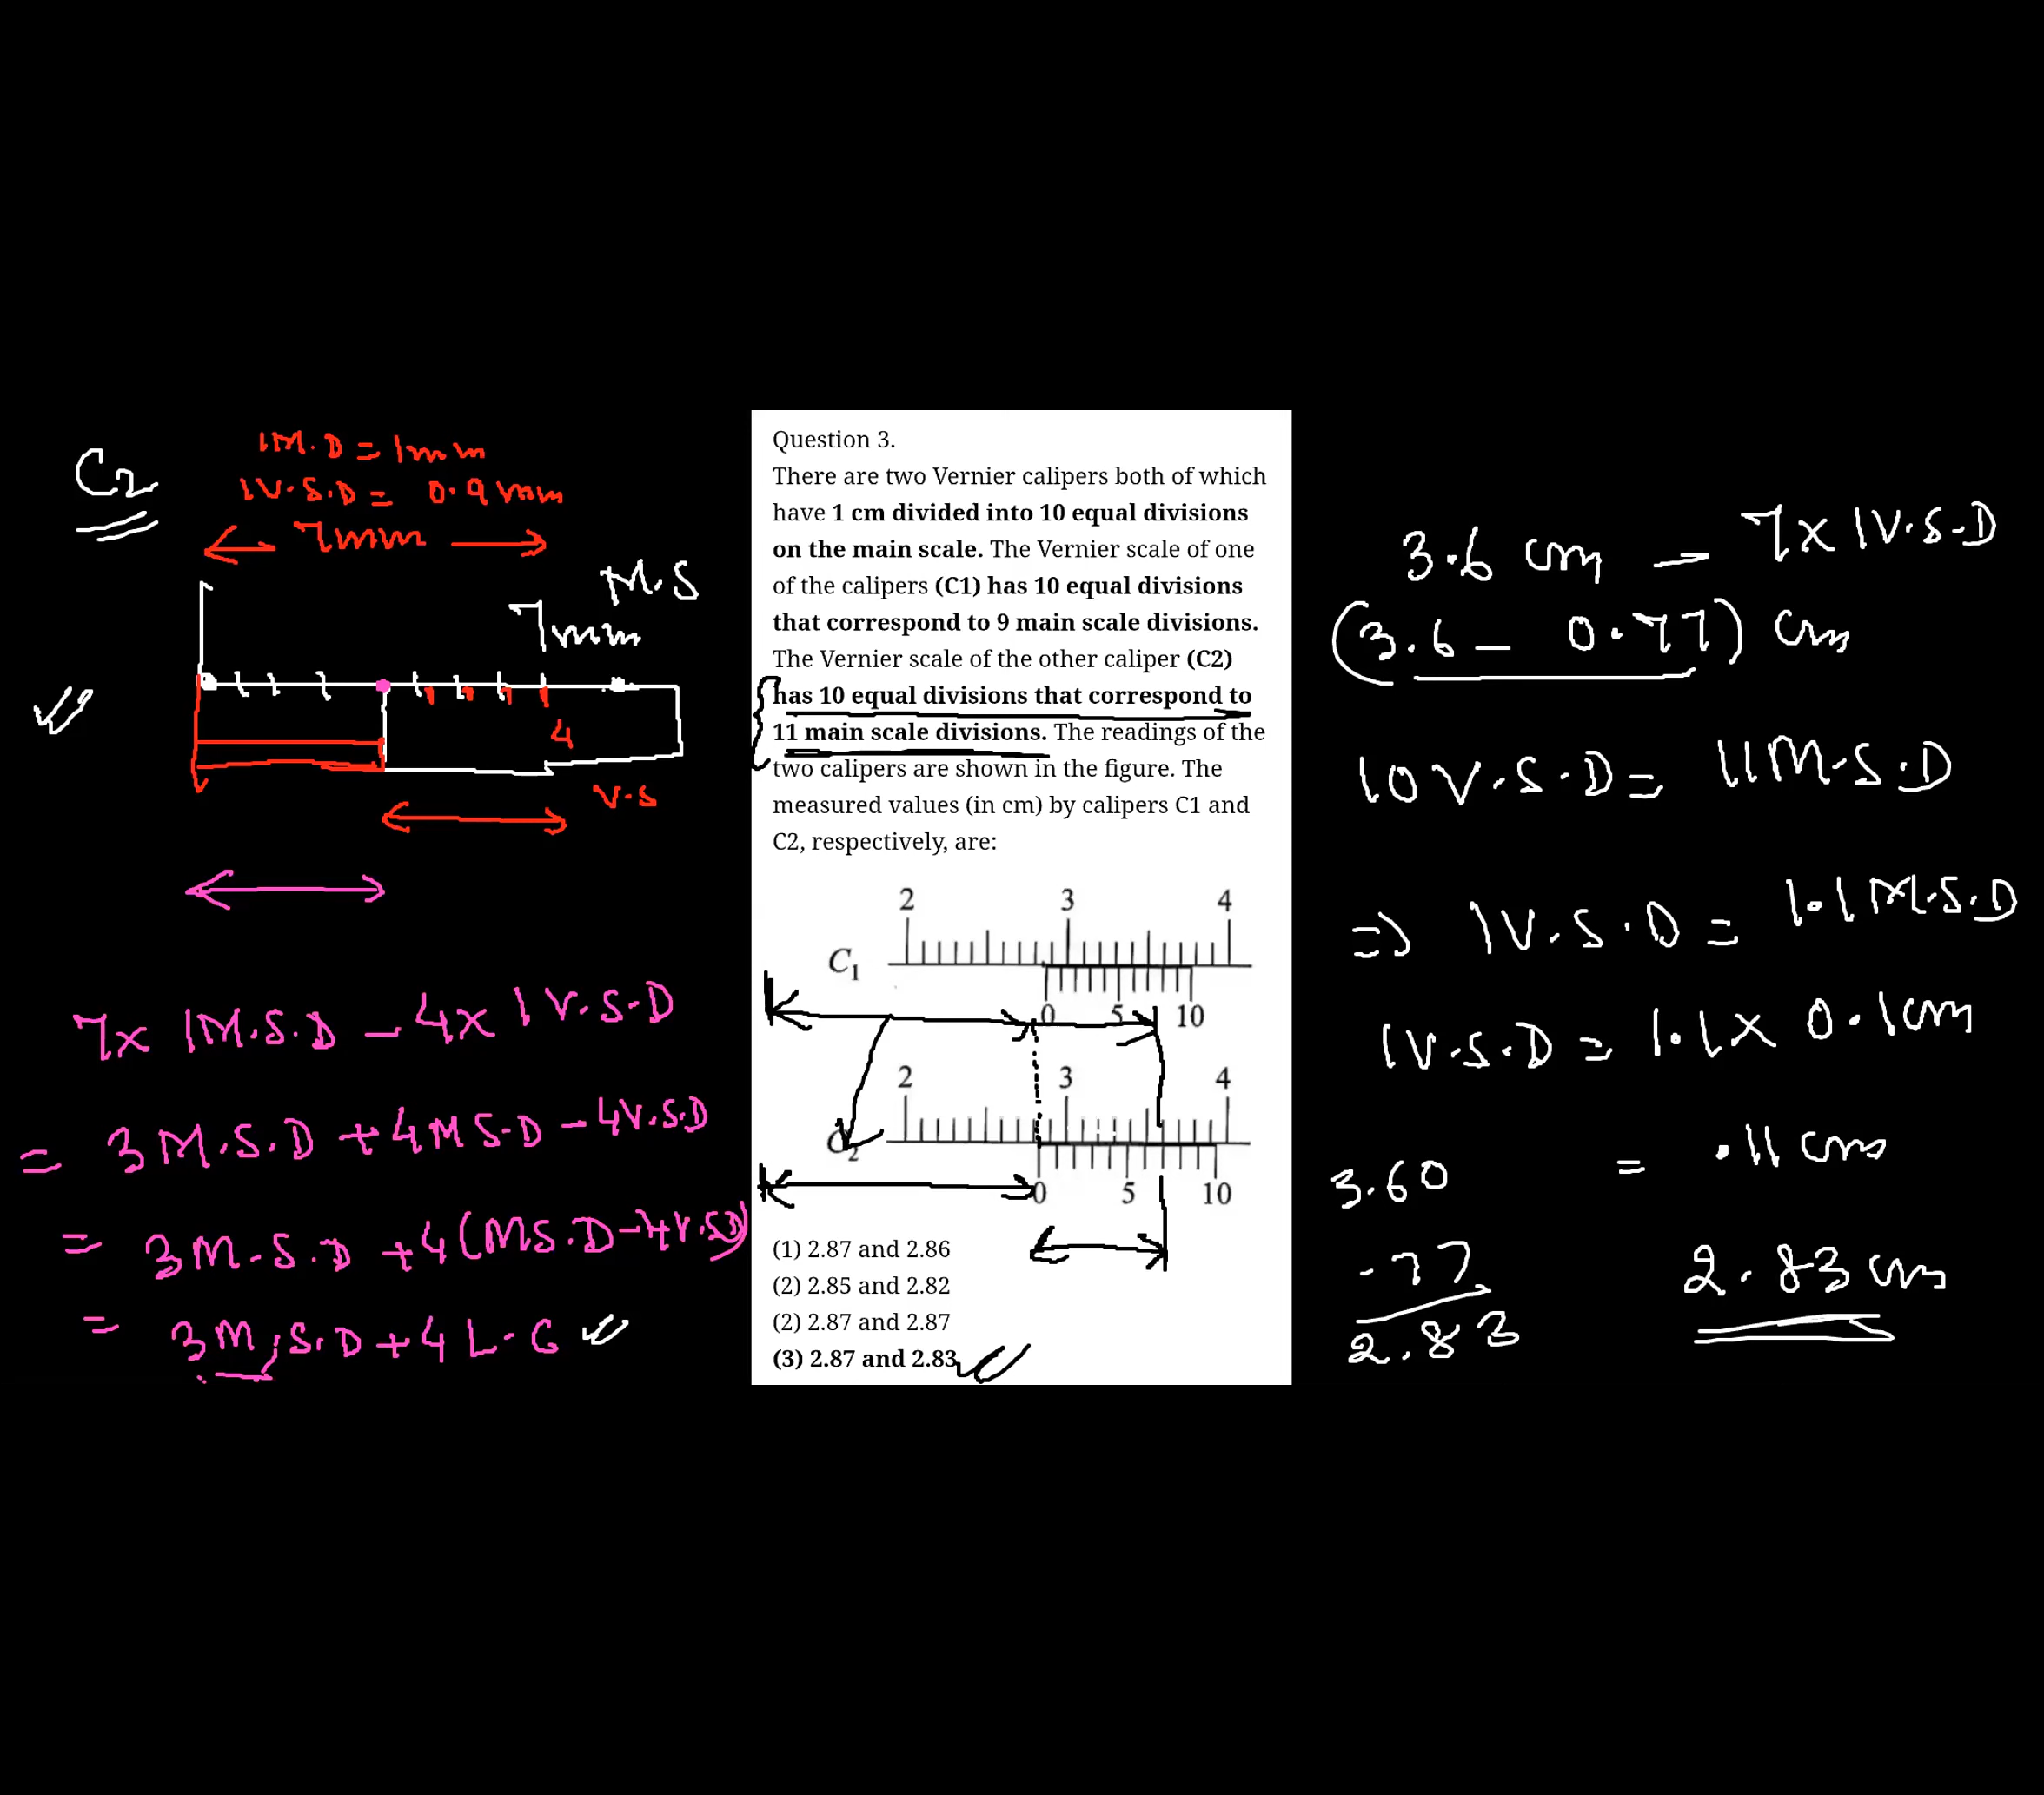 C2
1M.D = 1mm
1V.S.D = 0.9 mm
7mm
M.S
7mm
4
V.S
7x 1M.S.D - 4x 1V.S.D
= 3M.S.D +4MS.D -4V.S.D
= 3M.S.D +4(MS.D-
= 3M.S.D+4 L.C
Question 3.
There are two Vernier calipers both of which
have 1 cm divided into 10 equal divisions
on the main scale. The Vernier scale of one
of the calipers (C1) has 10 equal divisions
that correspond to 9 main scale divisions.
The Vernier scale of the other caliper (C2)
has 10 equal divisions that correspond to
11 main scale divisions. The readings of the
two calipers are shown in the figure. The
measured values (in cm) by calipers C1 and
C2, respectively, are:
2 3 4
C1
0 5 10
2 3 4
C2
0 5 10
(1) 2.87 and 2.86
(2) 2.85 and 2.82
(2) 2.87 and 2.87
(3) 2.87 and 2.83
3.6 cm - 7x 1V.S.D
(3.6 - 0.77) cm
10V.S.D = 11M.S.D
=> 1V.S.D = 1.1M.S.D
1V.S.D = 1.1x 0.1cm
= .11 cm
3.60
.77
2.83
2.83 cm